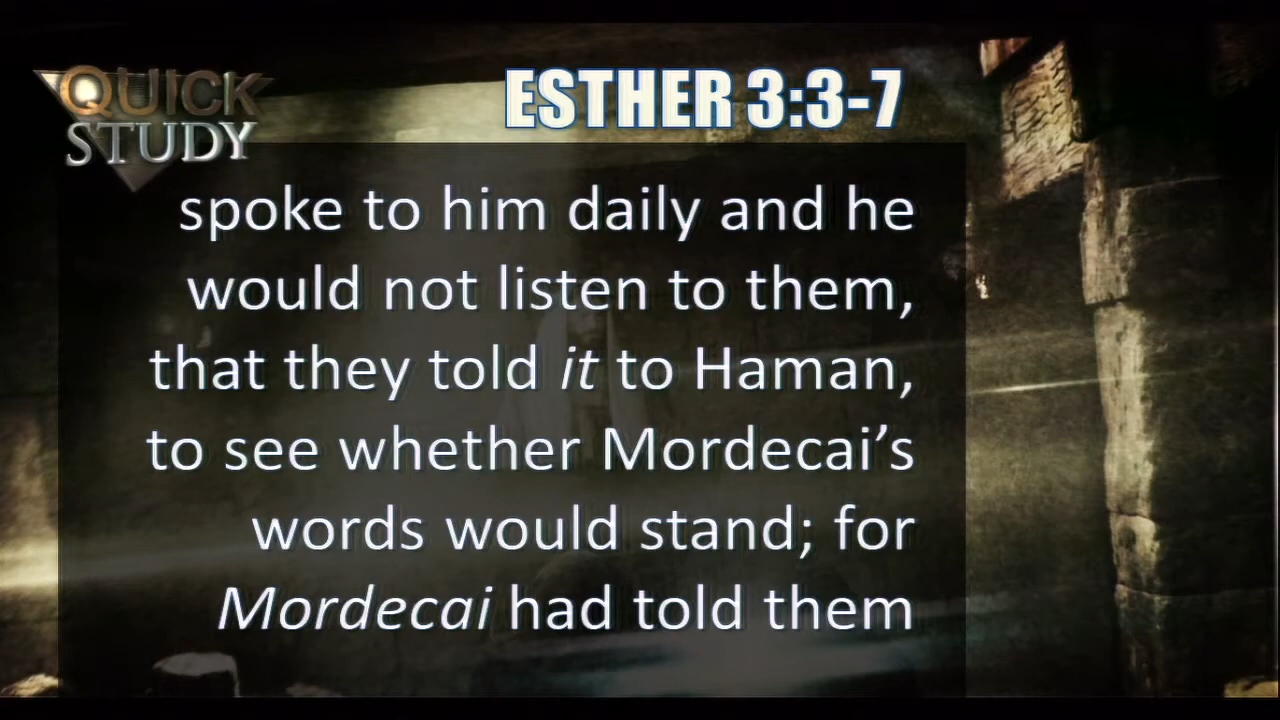 QUICK
STUDY
ESTHER 3:3-7
spoke to him daily and he
would not listen to them,
that they told it to Haman,
to see whether Mordecai’s
words would stand; for
Mordecai had told them